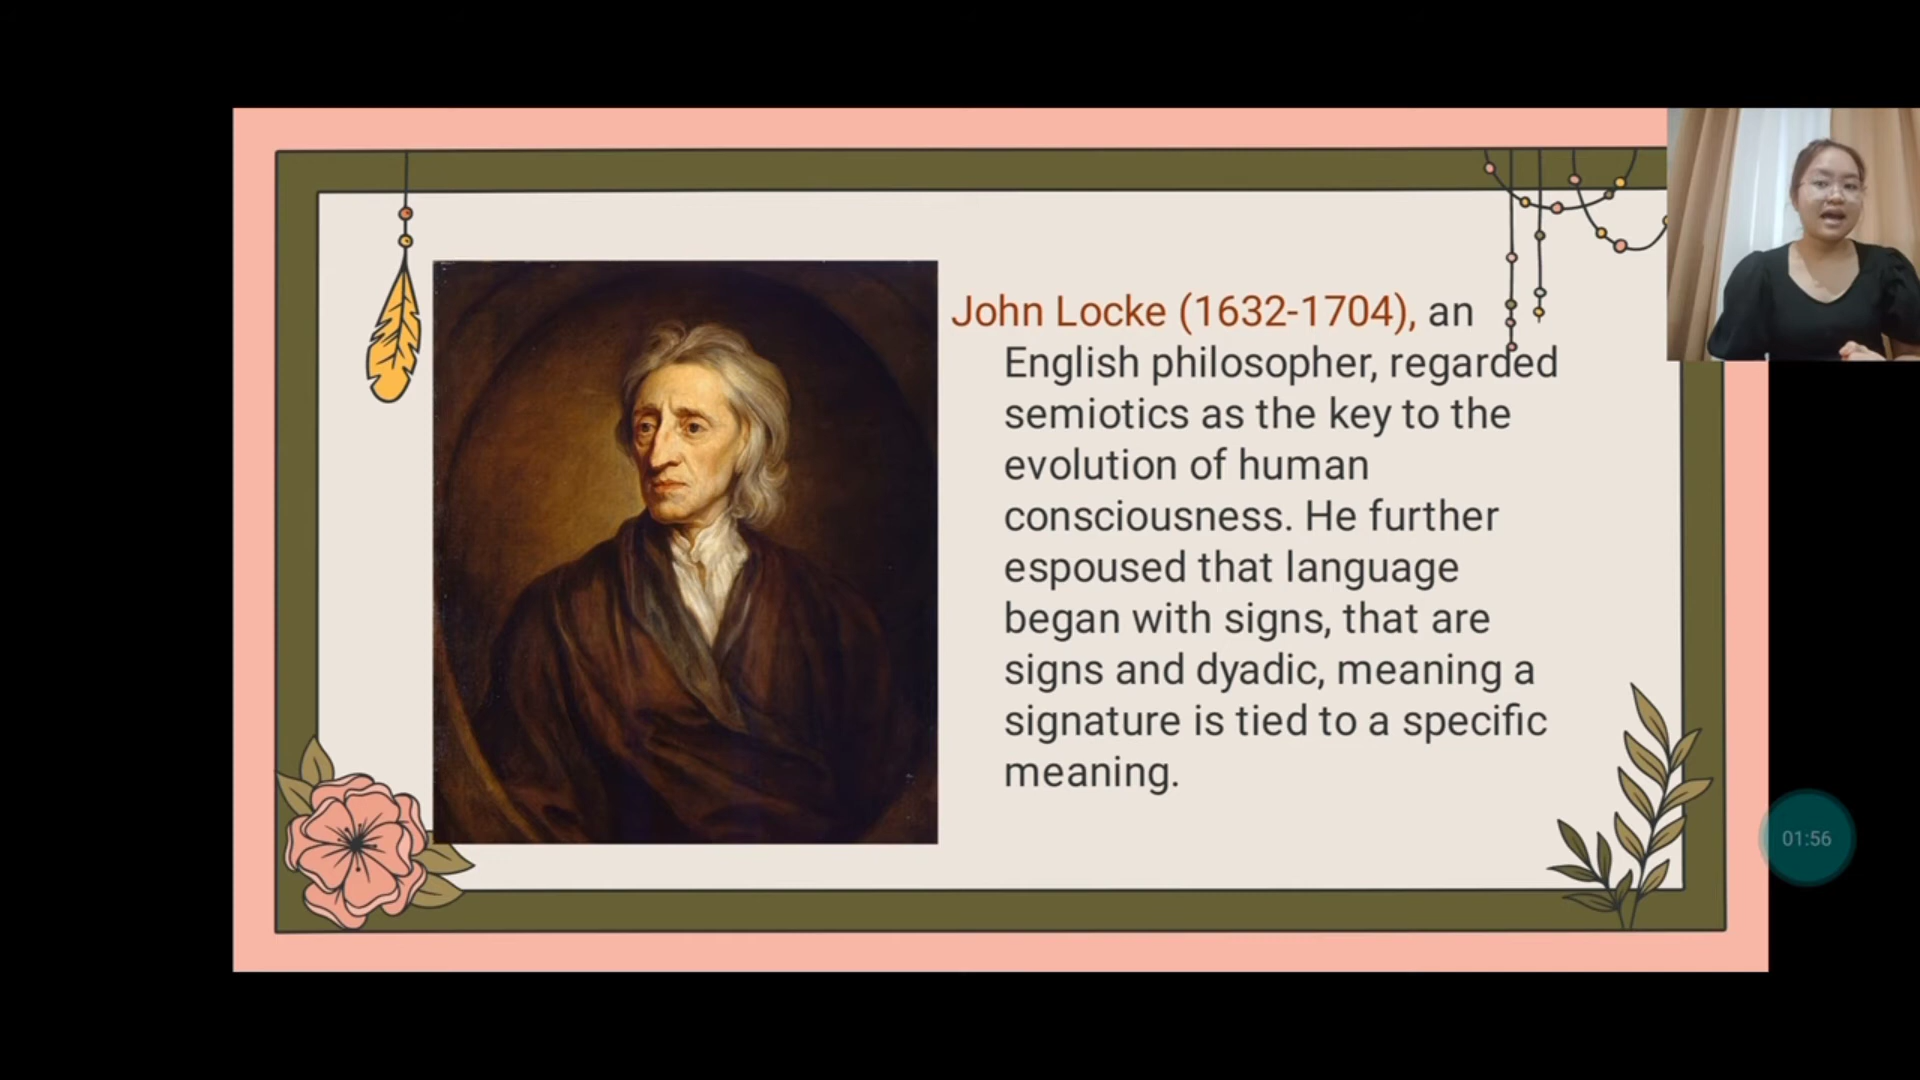 John Locke (1632-1704), an
English philosopher, regarded
semiotics as the key to the
evolution of human
consciousness. He further
espoused that language
began with signs, that are
signs and dyadic, meaning a
signature is tied to a specific
meaning.
01:56